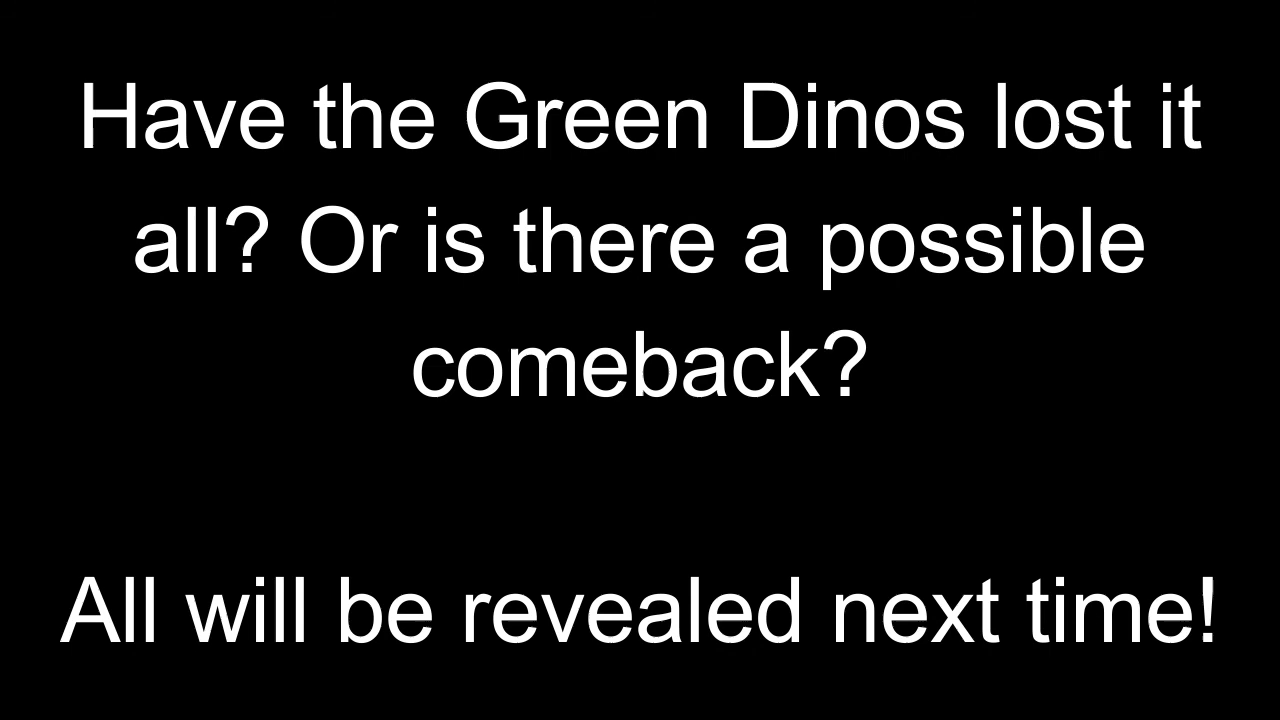 Have the Green Dinos lost it
all? Or is there a possible
comeback?
All will be revealed next time!